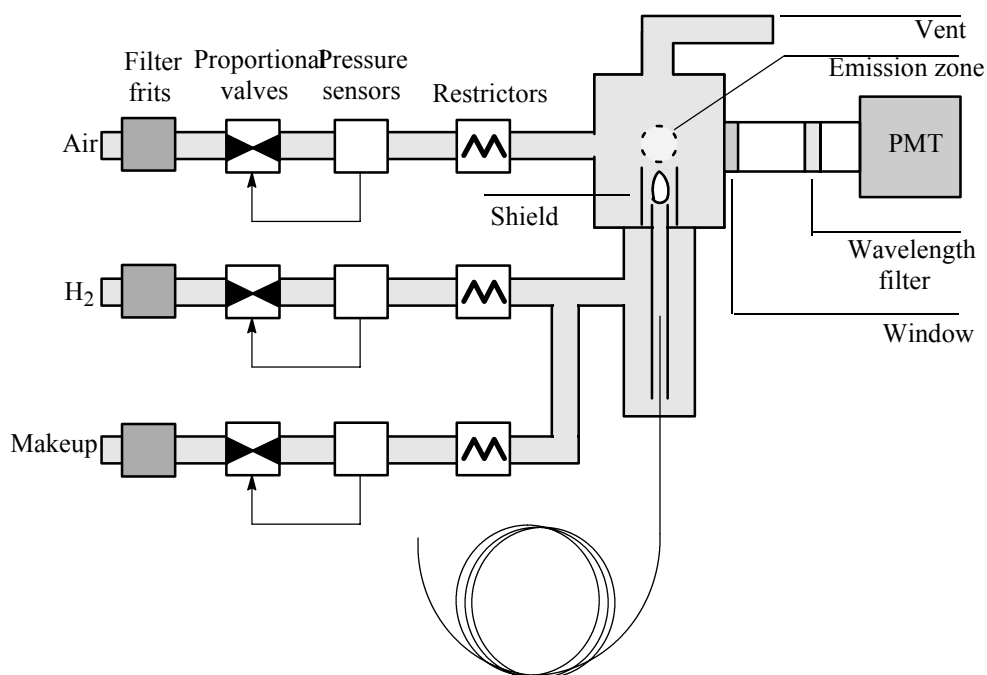 Vent
Emission zone
Filter frits
Proportional valves
Pressure sensors
Restrictors
Air
PMT
Shield
Wavelength filter
H2
Window
Makeup